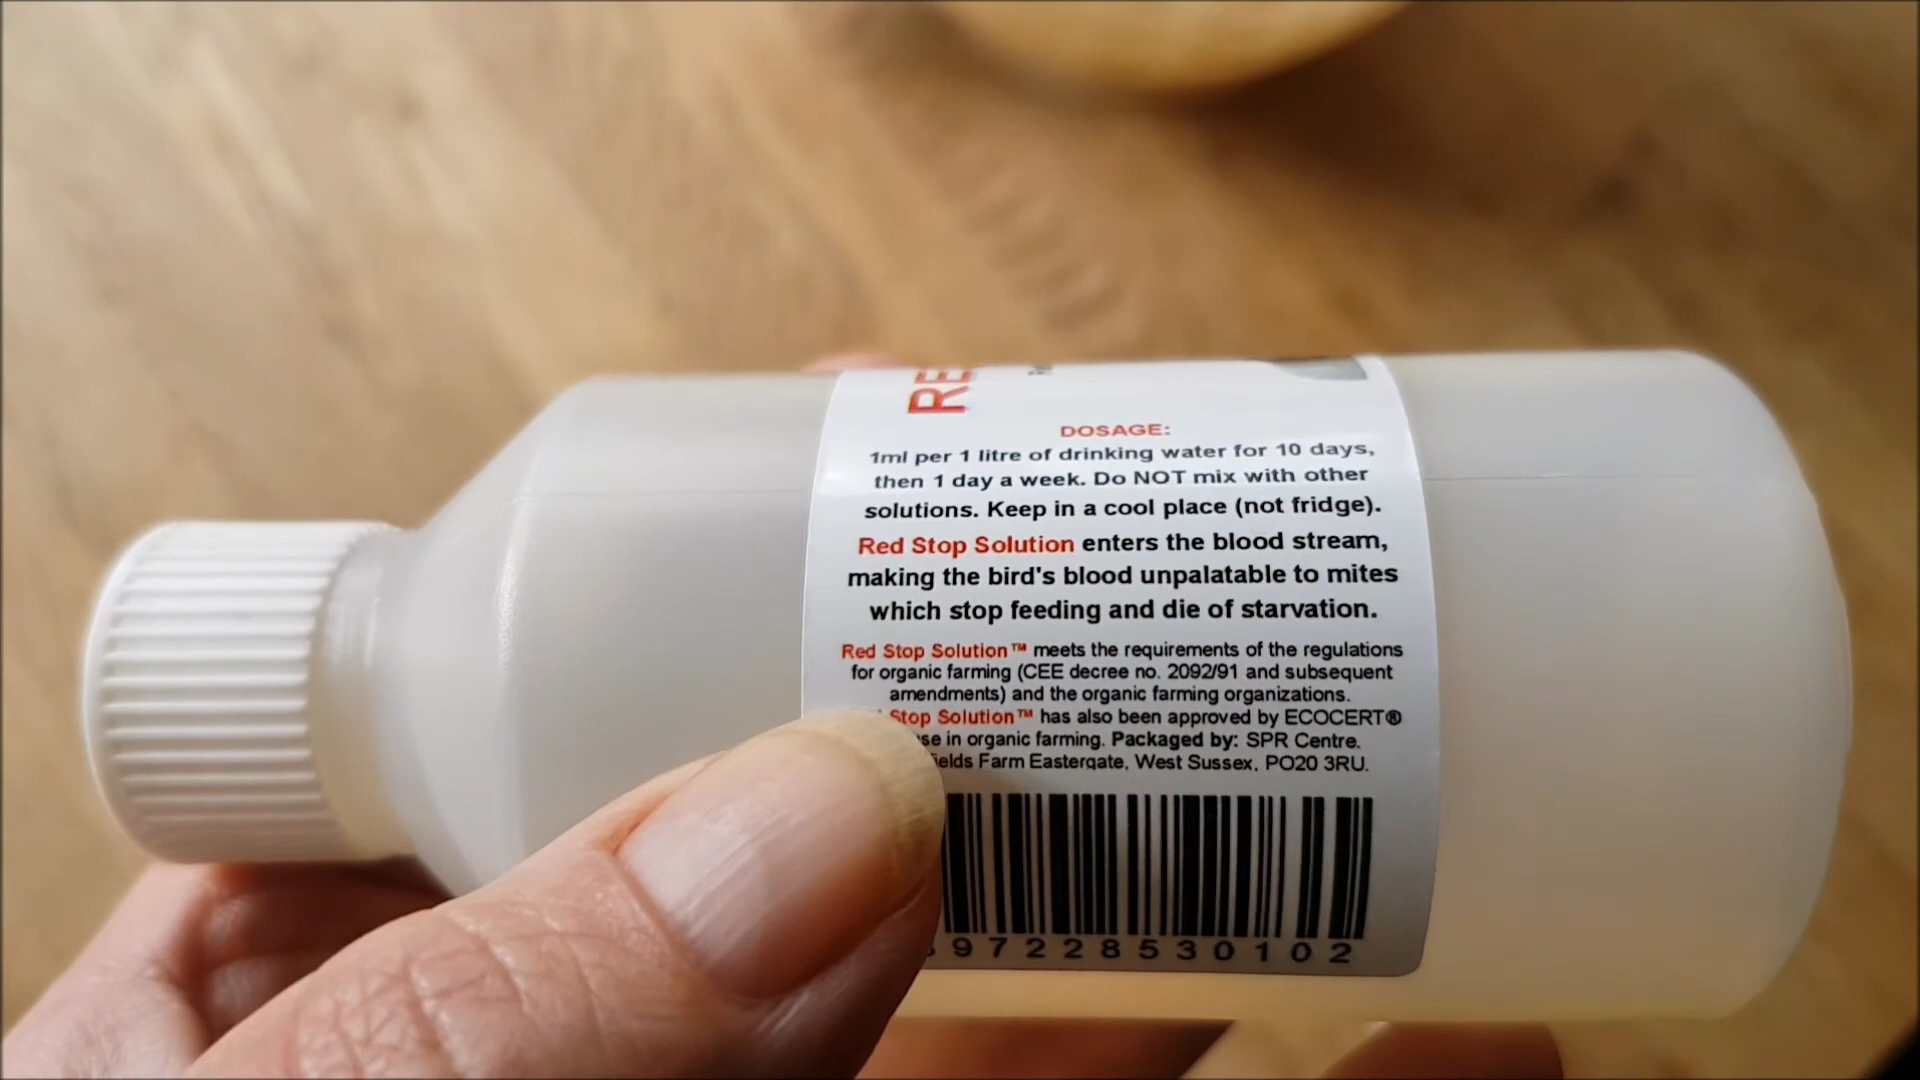 RE
DOSAGE:
1ml per 1 litre of drinking water for 10 days,
then 1 day a week. Do NOT mix with other
solutions. Keep in a cool place (not fridge).
Red Stop Solution enters the blood stream,
making the bird's blood unpalatable to mites
which stop feeding and die of starvation.
Red Stop Solution™ meets the requirements of the regulations
for organic farming (CEE decree no. 2092/91 and subsequent
amendments) and the organic farming organizations.
Stop Solution™ has also been approved by ECOCERT®
se in organic farming. Packaged by: SPR Centre.
ields Farm Eastergate, West Sussex, PO20 3RU.
97228530102